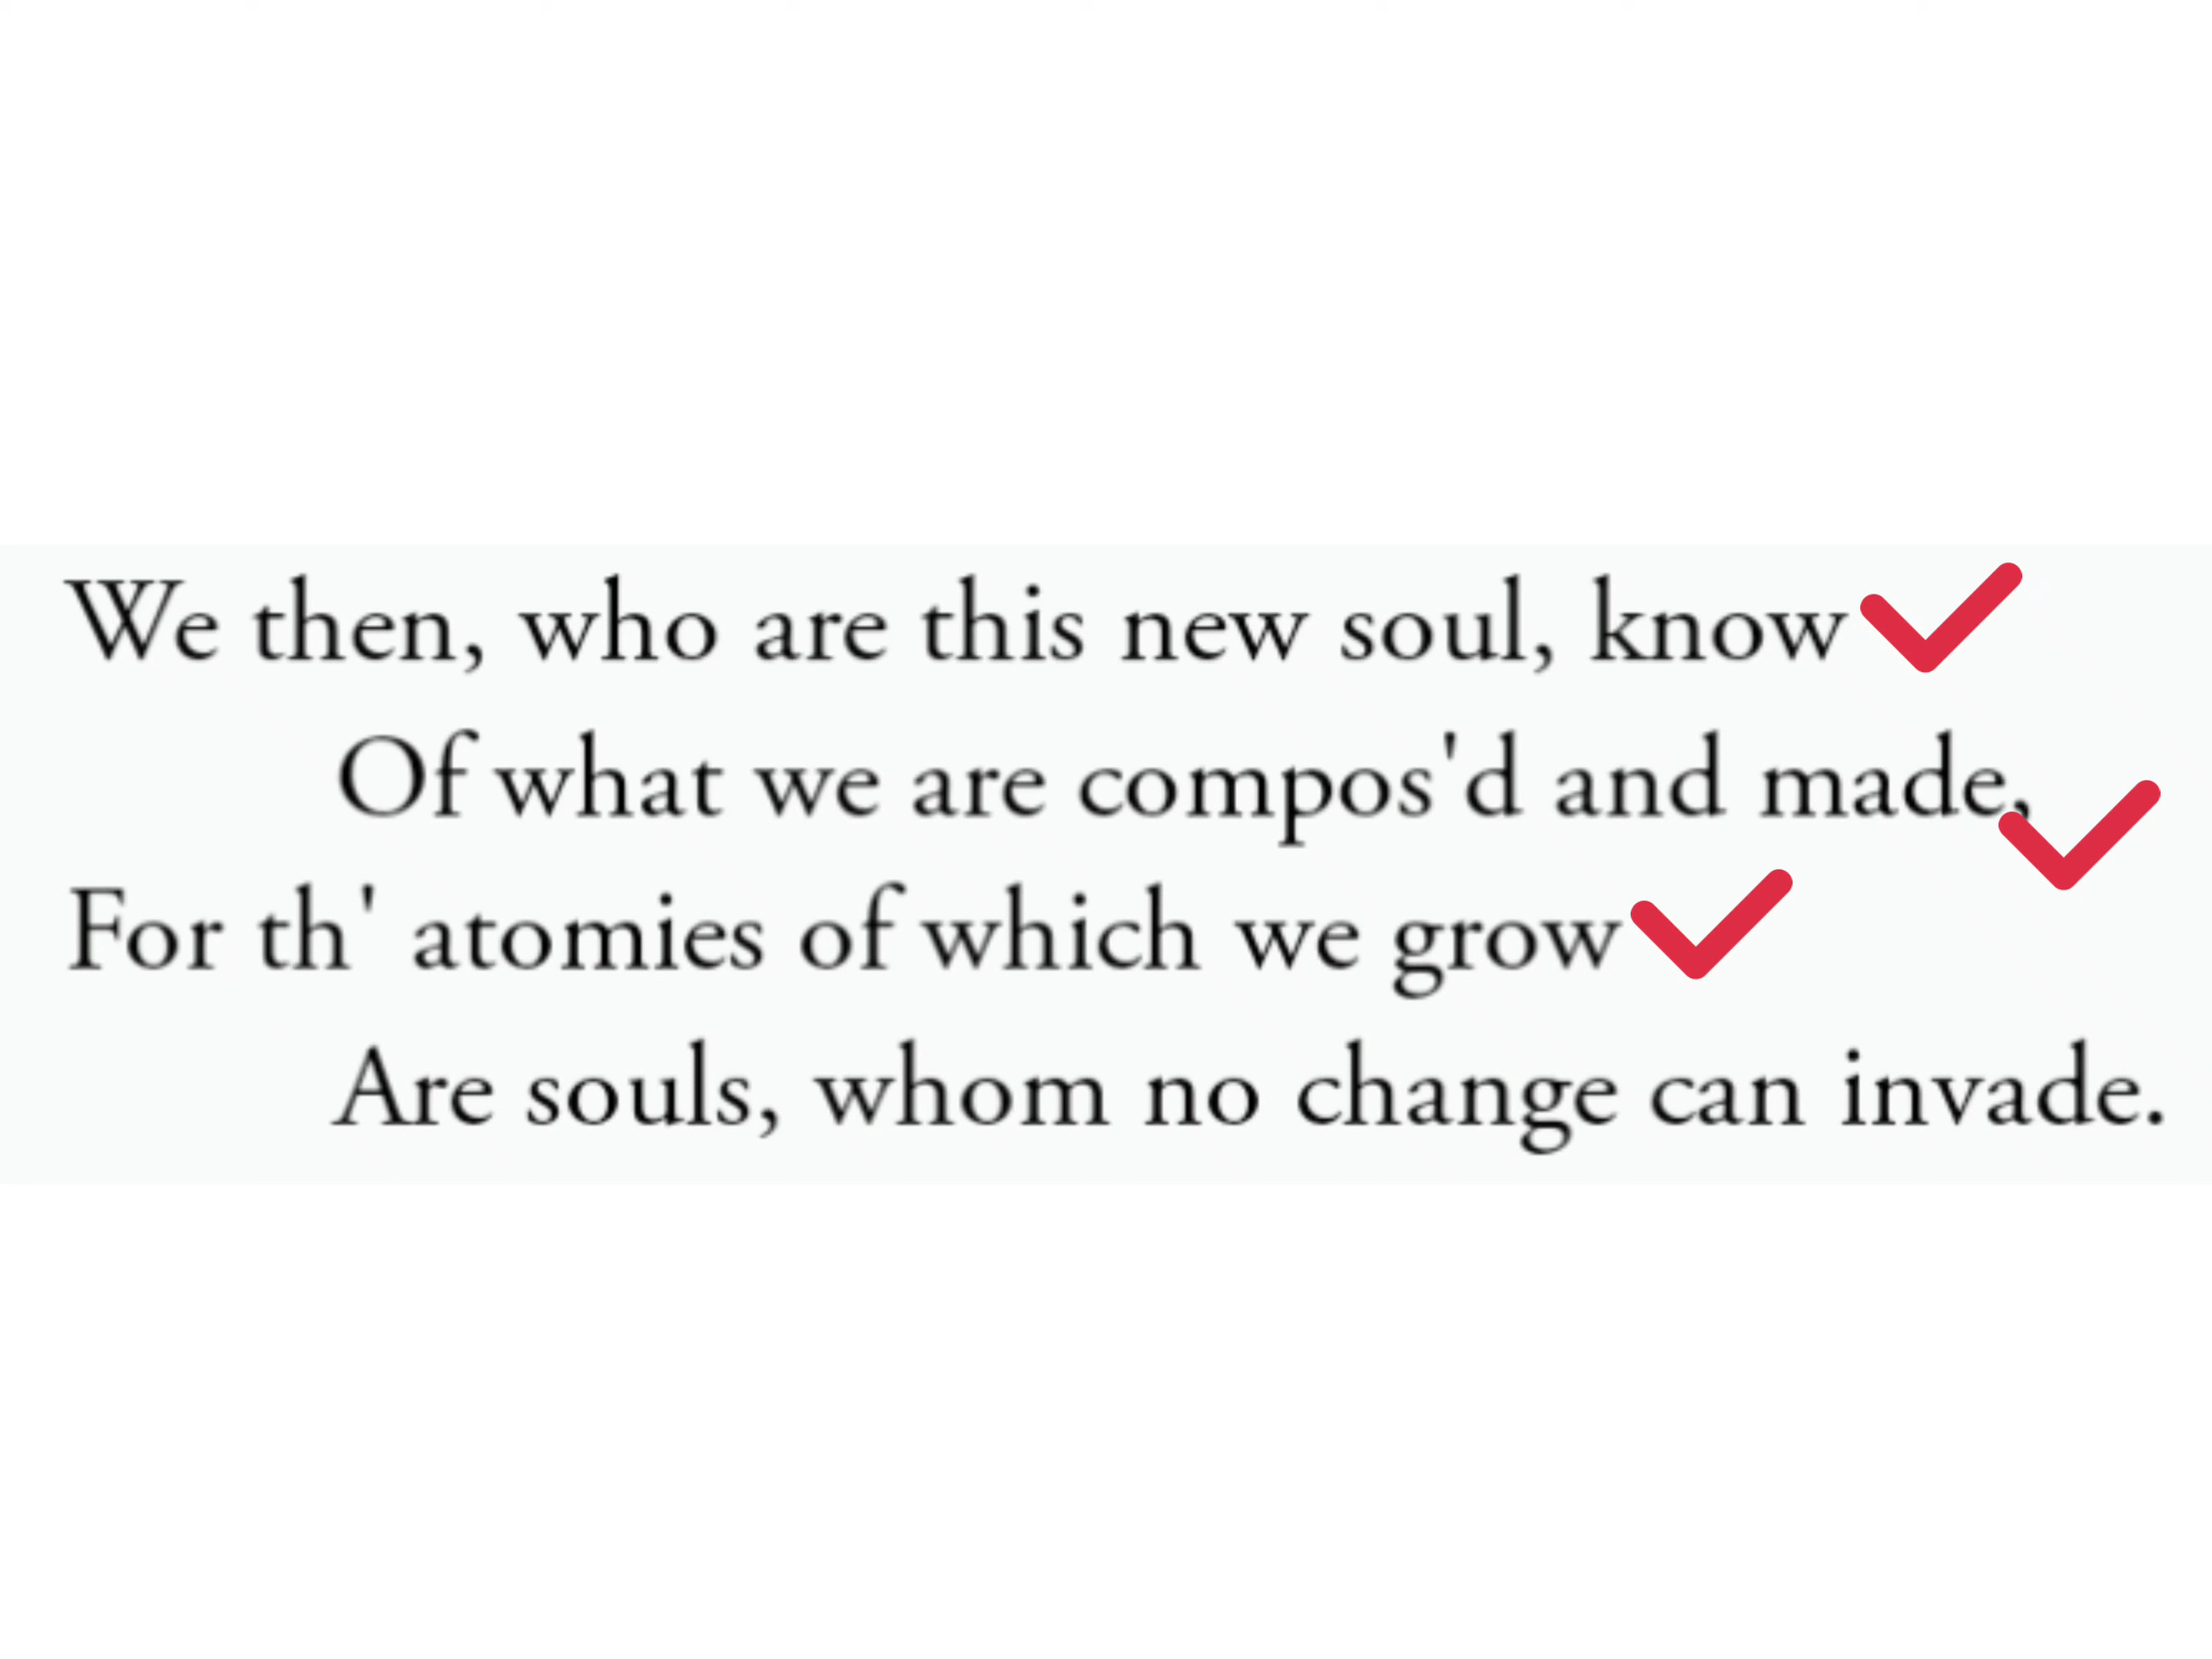 We then, who are this new soul, know
Of what we are compos'd and made,
For th' atomies of which we grow
Are souls, whom no change can invade.